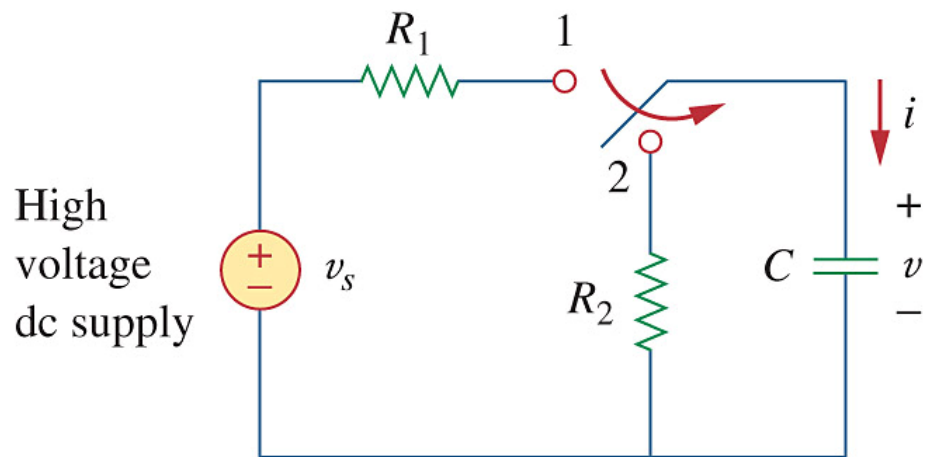 R₁
1
i
2
High
voltage
dc supply
+
−
vₛ
R₂
C
+
v
−